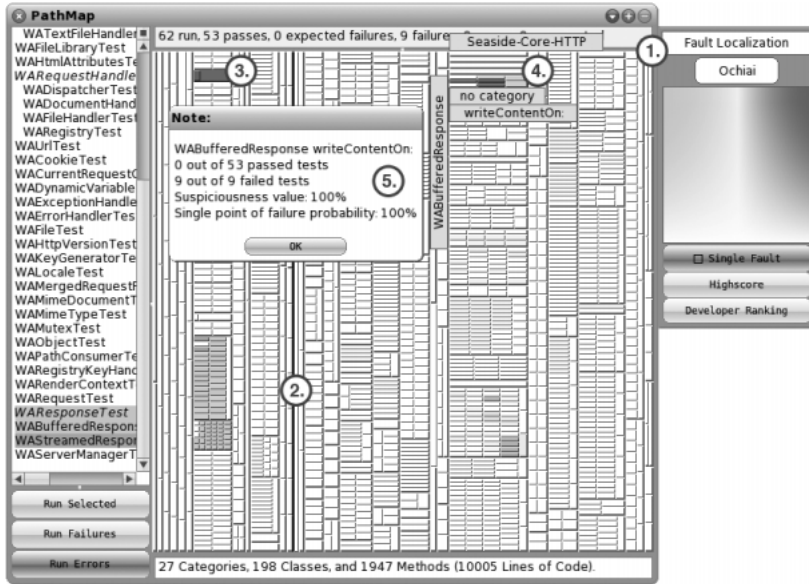 PathMap
62 run, 53 passes, 0 expected failures, 9 failure
Seaside-Core-HTTP
1.
Fault Localization
Ochiai
Single Fault
Highscore
Developer Ranking
WATextFileHandler
WAFileLibraryTest
WAHtmlAttributesTe
WARequestHandle
WADispatcherTest
WADocumentHand
WAFileHandlerTest
WARegistryTest
WAUrlTest
WACookieTest
WACurrentRequestC
WADynamicVariable
WAExceptionHandle
WAErrorHandlerTes
WAFileTest
WAHttpVersionTest
WAKeyGeneratorTe
WALocaleTest
WAMergedRequestF
WAMimeDocumentT
WAMimeTypeTest
WAMutexTest
WAObjectTest
WAPathConsumerTe
WARegistryKeyHand
WARenderContextT
WARequestTest
WAResponseTest
WABufferedRespons
WAStreamedRespor
WAServerManagerT
Run Selected
Run Failures
Run Errors
3.
4.
no category
writeContentOn:
WABufferedResponse
Note:
WABufferedResponse writeContentOn:
0 out of 53 passed tests
9 out of 9 failed tests
Suspiciousness value: 100%
Single point of failure probability: 100%
5.
OK
2.
27 Categories, 198 Classes, and 1947 Methods (10005 Lines of Code).